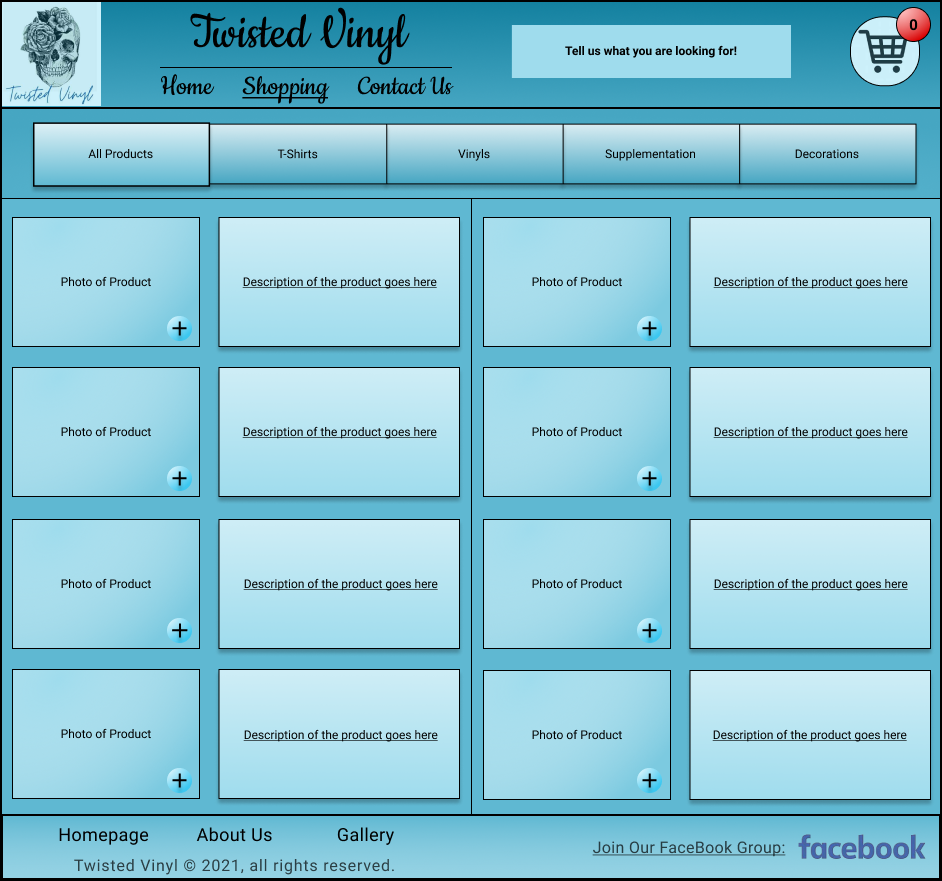 Twisted Vinyl
Twisted Vinyl
Home Shopping Contact Us
Tell us what you are looking for!
0
All Products T-Shirts Vinyls Supplementation Decorations
Photo of Product Description of the product goes here Photo of Product Description of the product goes here
Photo of Product Description of the product goes here Photo of Product Description of the product goes here
Photo of Product Description of the product goes here Photo of Product Description of the product goes here
Photo of Product Description of the product goes here Photo of Product Description of the product goes here
Homepage About Us Gallery
Twisted Vinyl © 2021, all rights reserved.
Join Our FaceBook Group: facebook